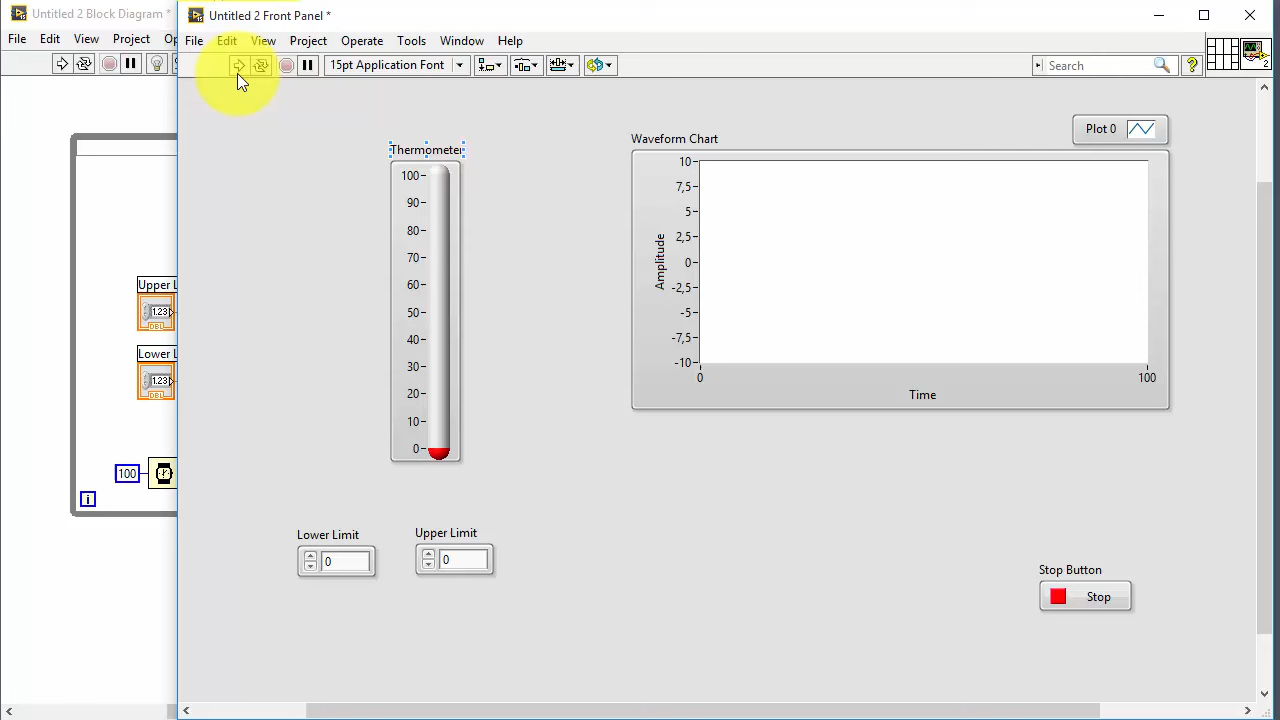 Untitled 2 Block Diagram *
File Edit View Project Op
Untitled 2 Front Panel *
File Edit View Project Operate Tools Window Help
15pt Application Font
Search
?
2
Upper L
1.23
DBL
Lower L
1.23
DBL
100
i
Thermometer
100
90
80
70
60
50
40
30
20
10
0
Waveform Chart
Plot 0
Amplitude
10
7,5
5
2,5
0
-2,5
-5
-7,5
-10
0 100
Time
Lower Limit
0
Upper Limit
0
Stop Button
Stop